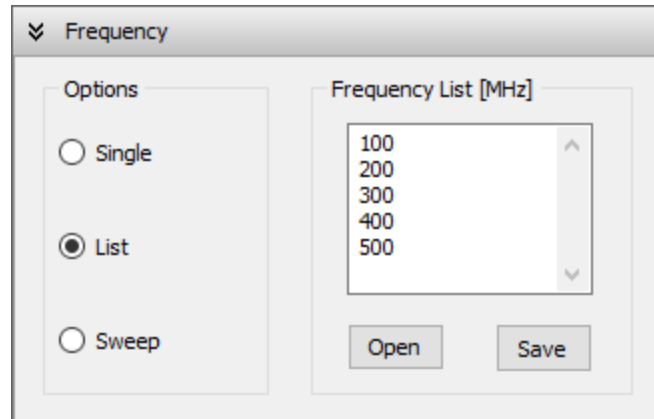 Frequency
Options
Single
List
Sweep
Frequency List [MHz]
100
200
300
400
500
Open
Save